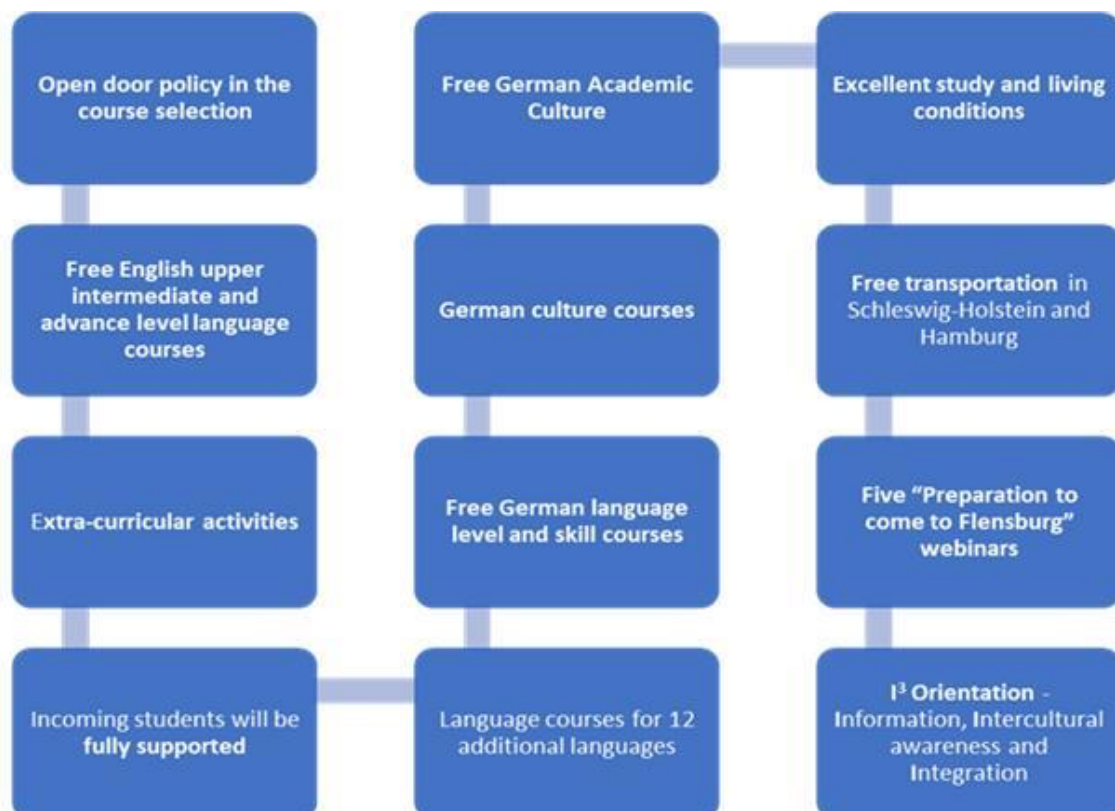 Open door policy in the
course selection
Free English upper
intermediate and
advance level language
courses
Extra-curricular activities
Incoming students will be
fully supported
Language courses for 12
additional languages
Free German language
level and skill courses
German culture courses
Free German Academic
Culture
Excellent study and living
conditions
Free transportation in
Schleswig-Holstein and
Hamburg
Five “Preparation to
come to Flensburg”
webinars
I³ Orientation -
Information, Intercultural
awareness and
Integration